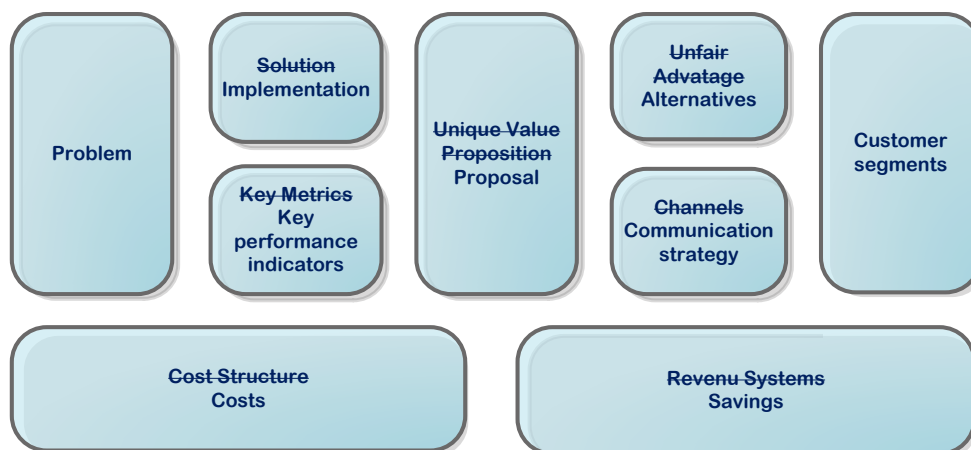 Problem
Solution
Implementation
Key Metrics
Key
performance
indicators
Unique Value
Proposition
Proposal
Unfair
Advatage
Alternatives
Channels
Communication
strategy
Customer
segments
Cost Structure
Costs
Revenu Systems
Savings